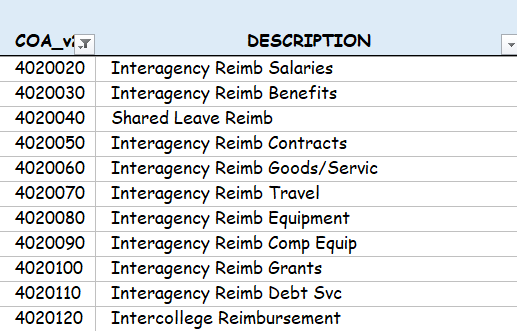 COA_v2 DESCRIPTION
4020020 Interagency Reimb Salaries
4020030 Interagency Reimb Benefits
4020040 Shared Leave Reimb
4020050 Interagency Reimb Contracts
4020060 Interagency Reimb Goods/Servic
4020070 Interagency Reimb Travel
4020080 Interagency Reimb Equipment
4020090 Interagency Reimb Comp Equip
4020100 Interagency Reimb Grants
4020110 Interagency Reimb Debt Svc
4020120 Intercollege Reimbursement